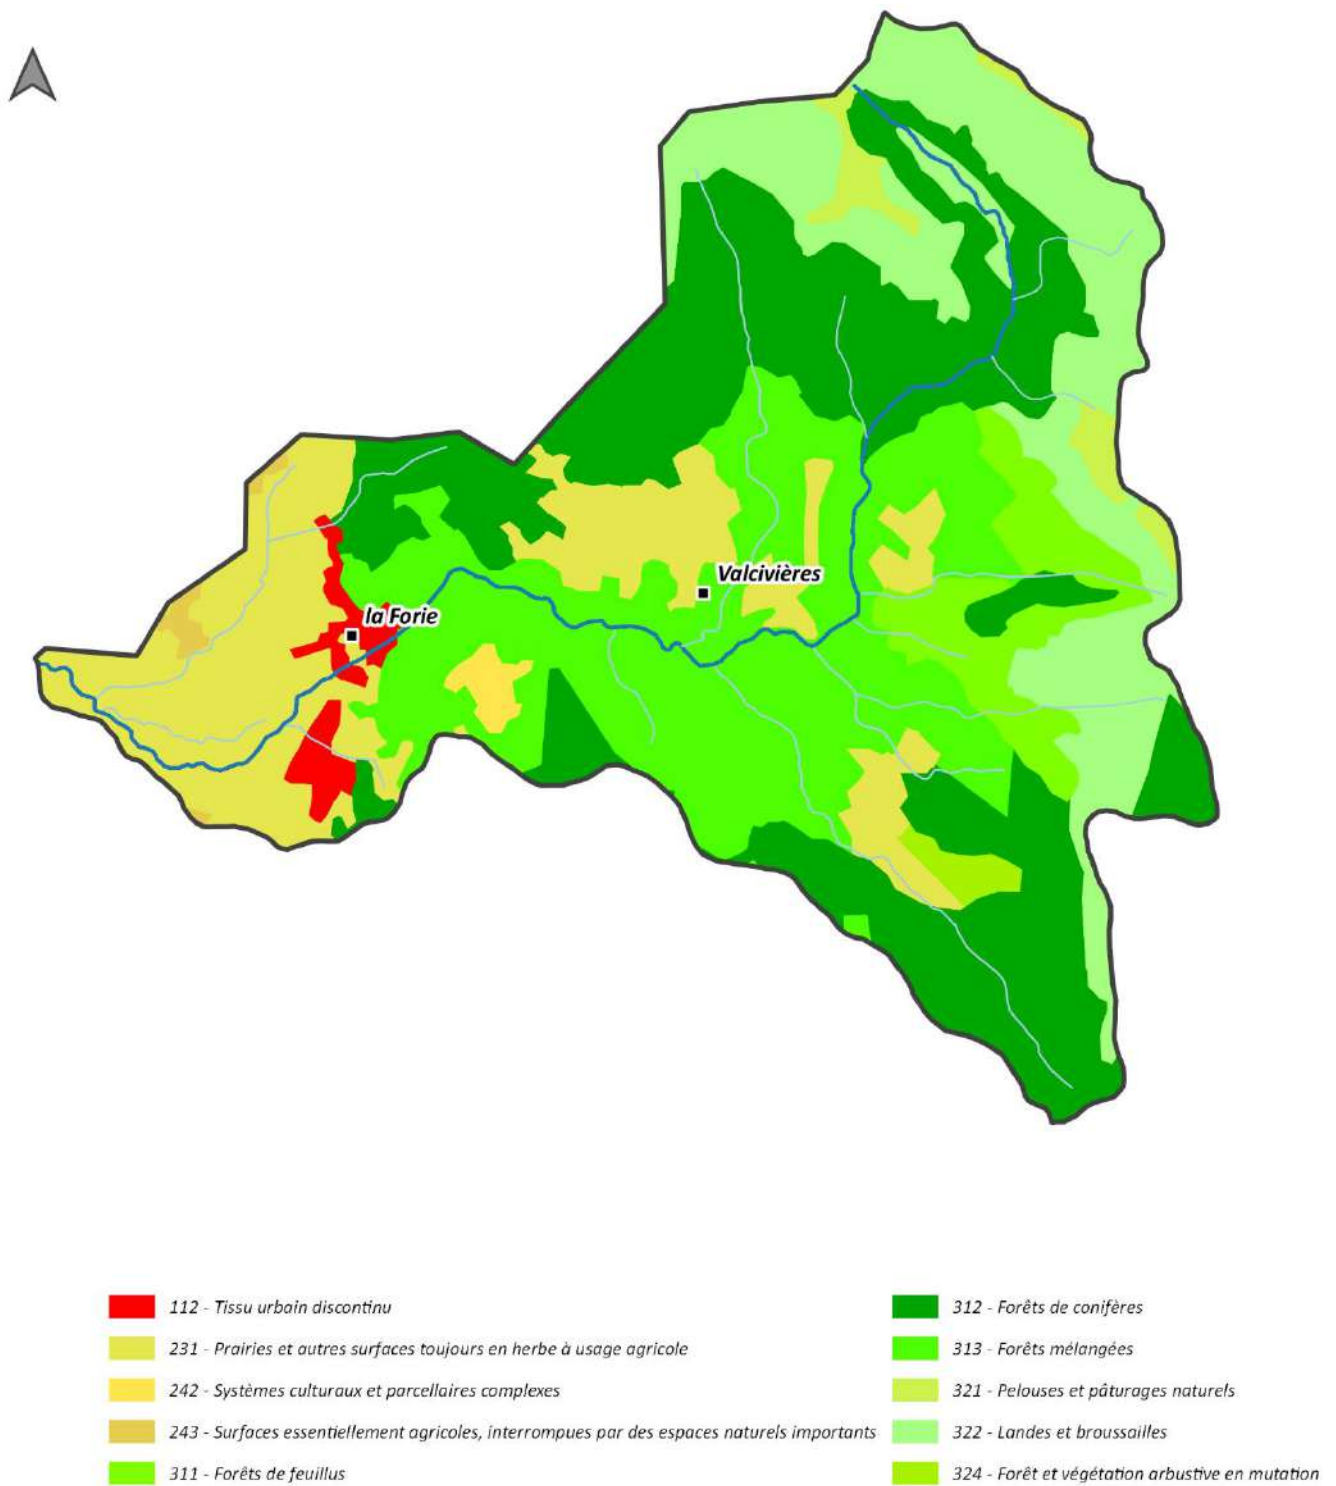 Valcivières
la Forie
112 - Tissu urbain discontinu
231 - Prairies et autres surfaces toujours en herbe à usage agricole
242 - Systèmes culturaux et parcellaires complexes
243 - Surfaces essentiellement agricoles, interrompues par des espaces naturels importants
311 - Forêts de feuillus
312 - Forêts de conifères
313 - Forêts mélangées
321 - Pelouses et pâturages naturels
322 - Landes et broussailles
324 - Forêt et végétation arbustive en mutation